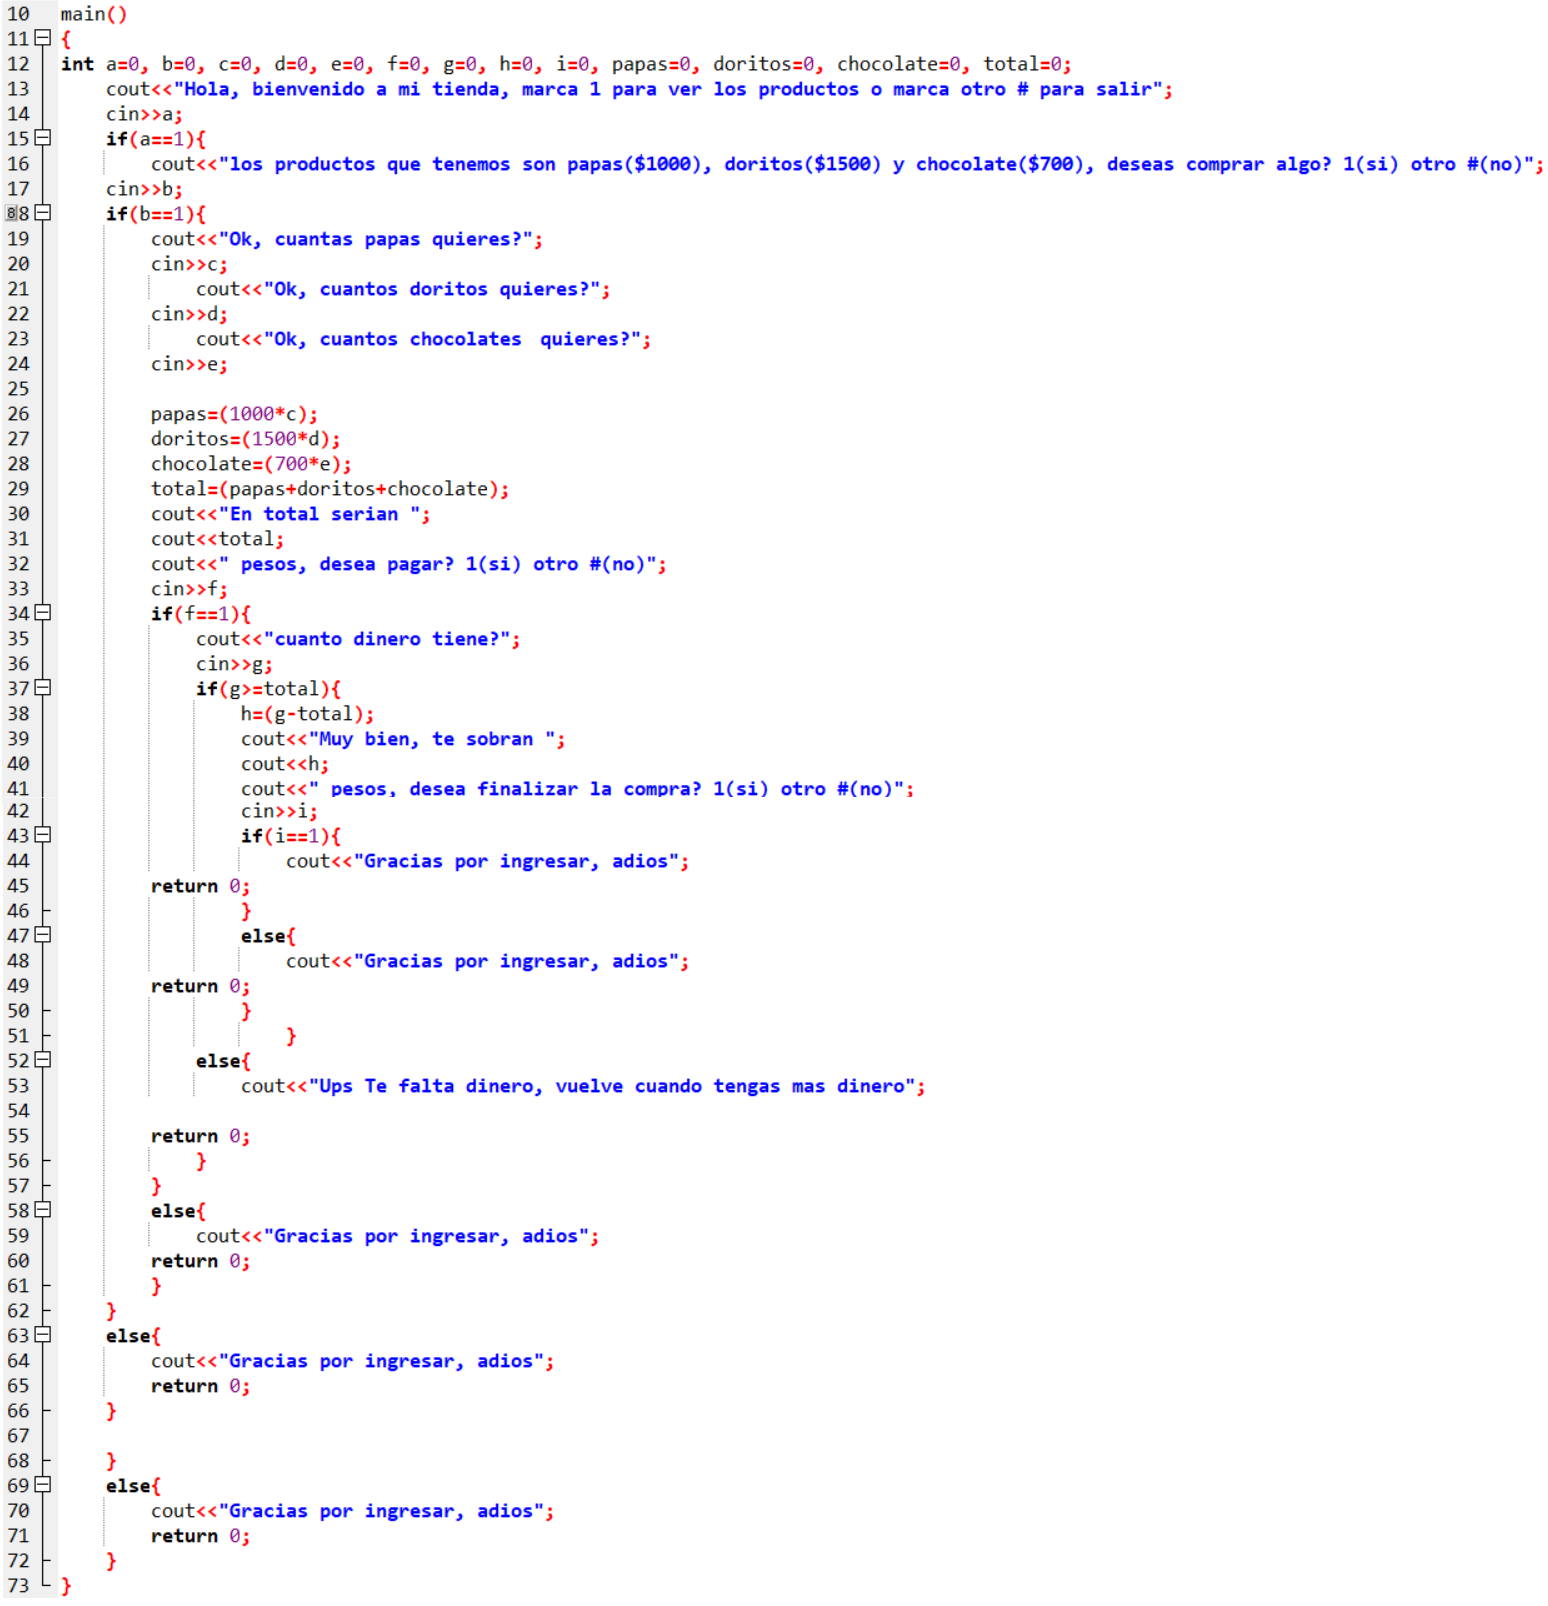 10 main()
11 {
12 int a=0, b=0, c=0, d=0, e=0, f=0, g=0, h=0, i=0, papas=0, doritos=0, chocolate=0, total=0;
13 cout<<"Hola, bienvenido a mi tienda, marca 1 para ver los productos o marca otro # para salir";
14 cin>>a;
15 if(a==1){
16 cout<<"los productos que tenemos son papas($1000), doritos($1500) y chocolate($700), deseas comprar algo? 1(si) otro #(no)";
17 cin>>b;
88 if(b==1){
19 cout<<"Ok, cuantas papas quieres?";
20 cin>>c;
21 cout<<"Ok, cuantos doritos quieres?";
22 cin>>d;
23 cout<<"Ok, cuantos chocolates  quieres?";
24 cin>>e;
25
26 papas=(1000*c);
27 doritos=(1500*d);
28 chocolate=(700*e);
29 total=(papas+doritos+chocolate);
30 cout<<"En total serian ";
31 cout<<total;
32 cout<<" pesos, desea pagar? 1(si) otro #(no)";
33 cin>>f;
34 if(f==1){
35 cout<<"cuanto dinero tiene?";
36 cin>>g;
37 if(g>=total){
38 h=(g-total);
39 cout<<"Muy bien, te sobran ";
40 cout<<h;
41 cout<<" pesos, desea finalizar la compra? 1(si) otro #(no)";
42 cin>>i;
43 if(i==1){
44 cout<<"Gracias por ingresar, adios";
45 return 0;
46 }
47 else{
48 cout<<"Gracias por ingresar, adios";
49 return 0;
50 }
51 }
52 else{
53 cout<<"Ups Te falta dinero, vuelve cuando tengas mas dinero";
54
55 return 0;
56 }
57 }
58 else{
59 cout<<"Gracias por ingresar, adios";
60 return 0;
61 }
62 }
63 else{
64 cout<<"Gracias por ingresar, adios";
65 return 0;
66 }
67
68 }
69 else{
70 cout<<"Gracias por ingresar, adios";
71 return 0;
72 }
73 }